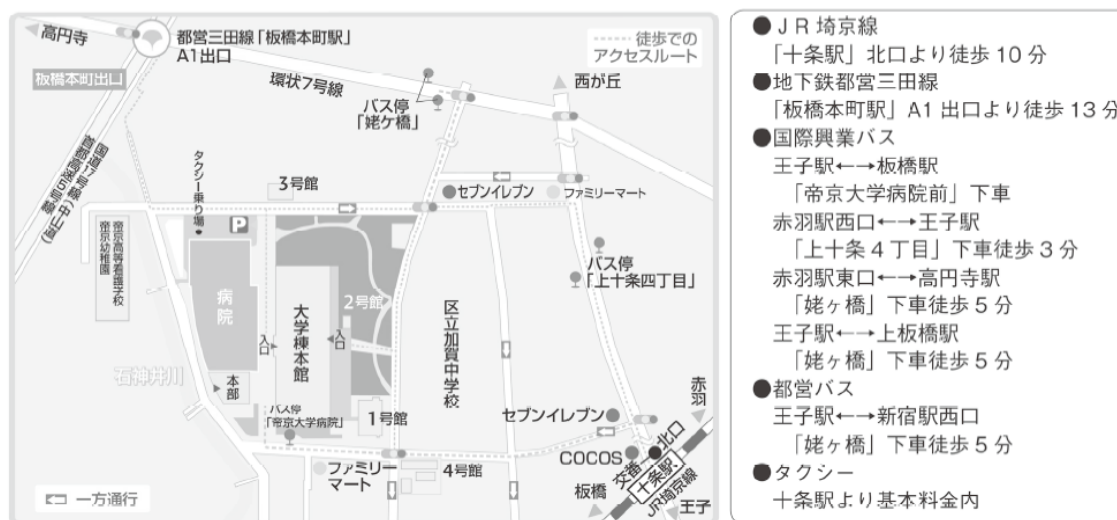 高円寺
都営三田線「板橋本町駅」
A1出口
徒歩での
アクセスルート
板橋本町出口
環状7号線
西が丘
バス停
「姥ケ橋」
国道17号線(中山道)
首都高速5号線
タクシー乗り場
3号館
セブンイレブン
ファミリーマート
P
帝京高等看護学校
帝京幼稚園
病院
バス停
「上十条四丁目」
2号館
大学棟本館
区立加賀中学校
入口
入口
石神井川
本部
バス停
「帝京大学病院」
1号館
セブンイレブン
赤羽
北口
COCOS
交番
十条駅
JR埼京線
ファミリー
マート
4号館
板橋
王子
一方通行
●JR埼京線
「十条駅」北口より徒歩10分
●地下鉄都営三田線
「板橋本町駅」A1出口より徒歩13分
●国際興業バス
王子駅←→板橋駅
「帝京大学病院前」下車
赤羽駅西口←→王子駅
「上十条4丁目」下車徒歩3分
赤羽駅東口←→高円寺駅
「姥ヶ橋」下車徒歩5分
王子駅←→上板橋駅
「姥ヶ橋」下車徒歩5分
●都営バス
王子駅←→新宿駅西口
「姥ヶ橋」下車徒歩5分
●タクシー
十条駅より基本料金内